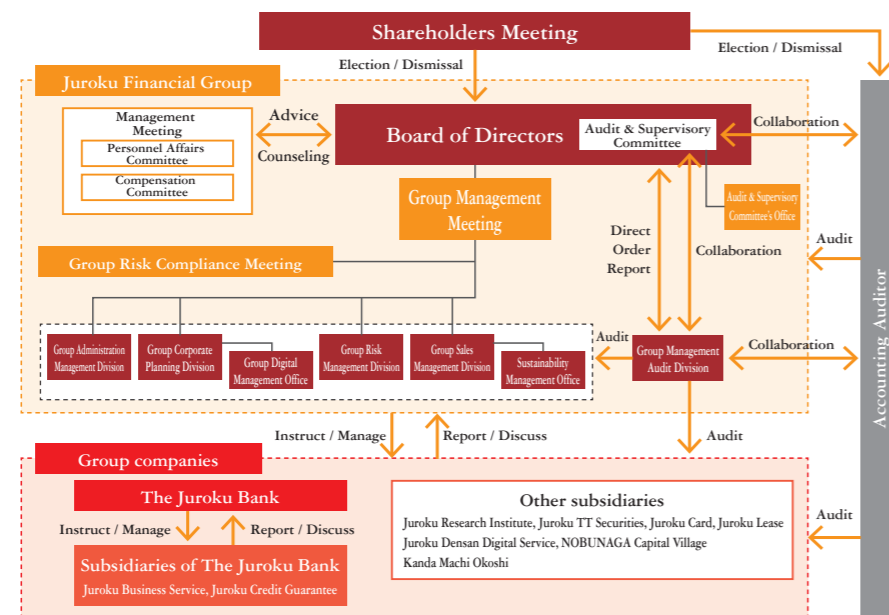 Shareholders Meeting
Election / Dismissal
Election / Dismissal
Juroku Financial Group
Management
Meeting
Personnel Affairs
Committee
Compensation
Committee
Advice
Counseling
Board of Directors
Audit & Supervisory
Committee
Collaboration
Group Management
Meeting
Audit & Supervisory
Committee's Office
Direct
Order
Report
Collaboration
Audit
Group Risk Compliance Meeting
Group Administration
Management Division
Group Corporate
Planning Division
Group Digital
Management Office
Group Risk
Management Division
Group Sales
Management Division
Sustainability
Management Office
Audit
Group Management
Audit Division
Collaboration
Accounting Auditor
Instruct / Manage
Report / Discuss
Audit
Group companies
The Juroku Bank
Instruct / Manage
Report / Discuss
Subsidiaries of The Juroku Bank
Juroku Business Service, Juroku Credit Guarantee
Other subsidiaries
Juroku Research Institute, Juroku TT Securities, Juroku Card, Juroku Lease
Juroku Densan Digital Service, NOBUNAGA Capital Village
Kanda Machi Okoshi
Audit